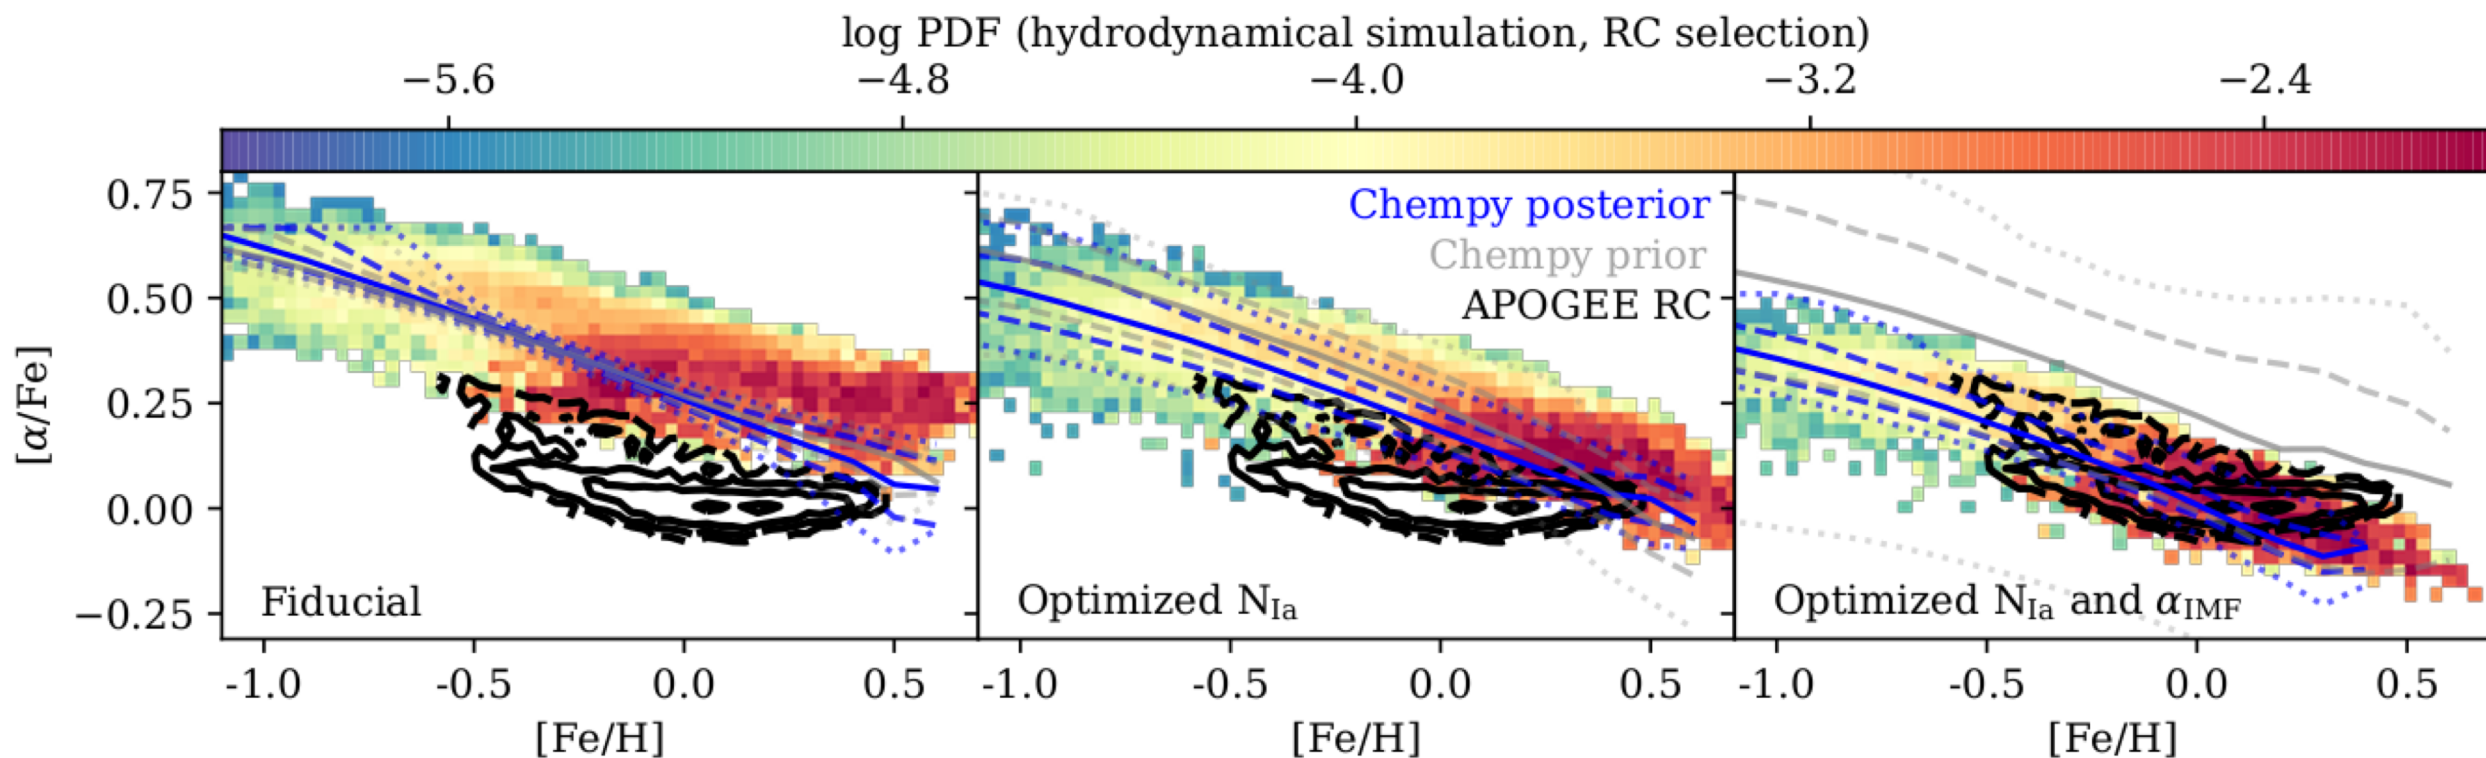 log PDF (hydrodynamical simulation, RC selection)
−5.6 −4.8 −4.0 −3.2 −2.4
[α/Fe]
0.75
0.50
0.25
0.00
−0.25
Fiducial
Chempy posterior
Chempy prior
APOGEE RC
Optimized N_Ia
Optimized N_Ia and α_IMF
-1.0 -0.5 0.0 0.5 -1.0 -0.5 0.0 0.5 -1.0 -0.5 0.0 0.5
[Fe/H] [Fe/H] [Fe/H]